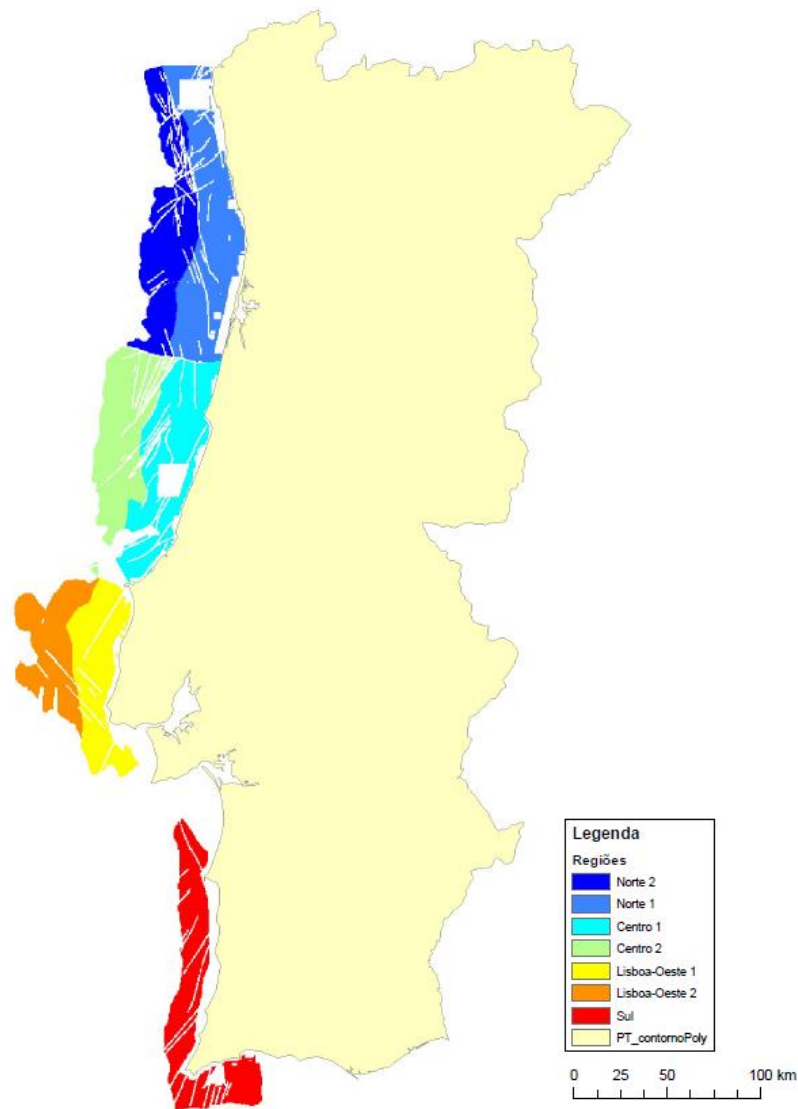 Legenda
Regiões
Norte 2
Norte 1
Centro 1
Centro 2
Lisboa-Oeste 1
Lisboa-Oeste 2
Sul
PT_contornoPoly
0 25 50 100 km